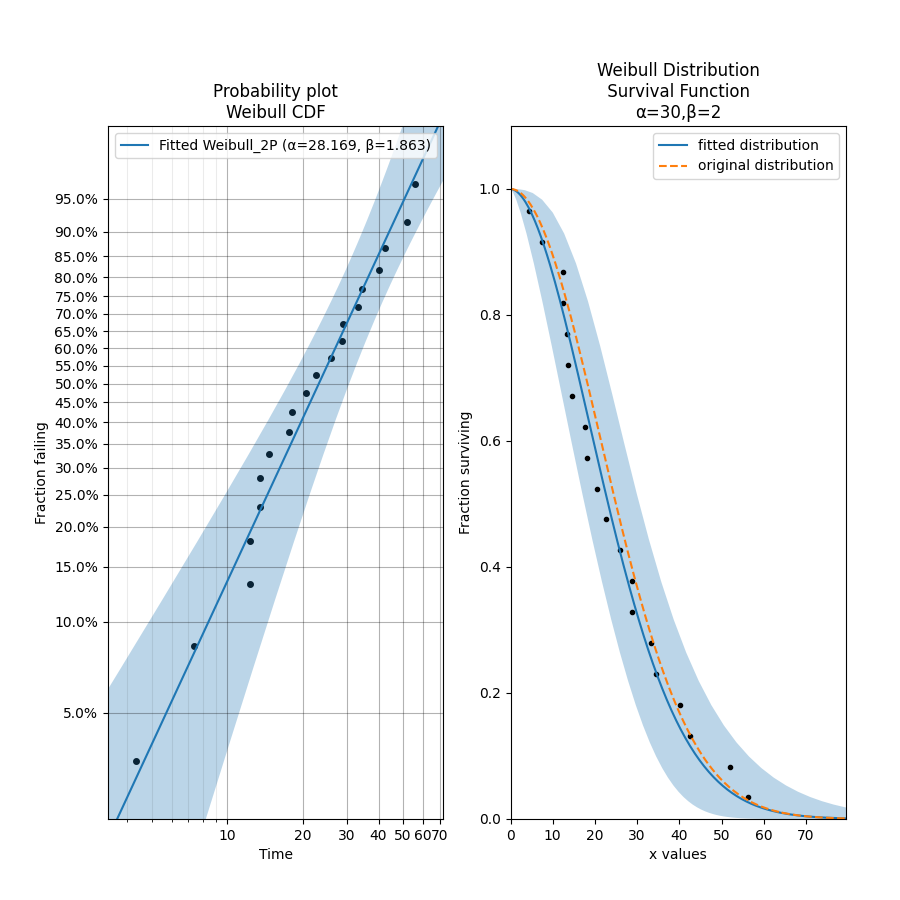 Probability plot
Weibull CDF
Fitted Weibull_2P (α=28.169, β=1.863)
95.0%
90.0%
85.0%
80.0%
75.0%
70.0%
65.0%
60.0%
55.0%
50.0%
45.0%
40.0%
35.0%
30.0%
25.0%
20.0%
15.0%
10.0%
5.0%
Fraction failing
10 20 30 40 50 60 70
Time
Weibull Distribution
Survival Function
α=30,β=2
fitted distribution
original distribution
1.0
0.8
0.6
0.4
0.2
0.0
Fraction surviving
0 10 20 30 40 50 60 70
x values